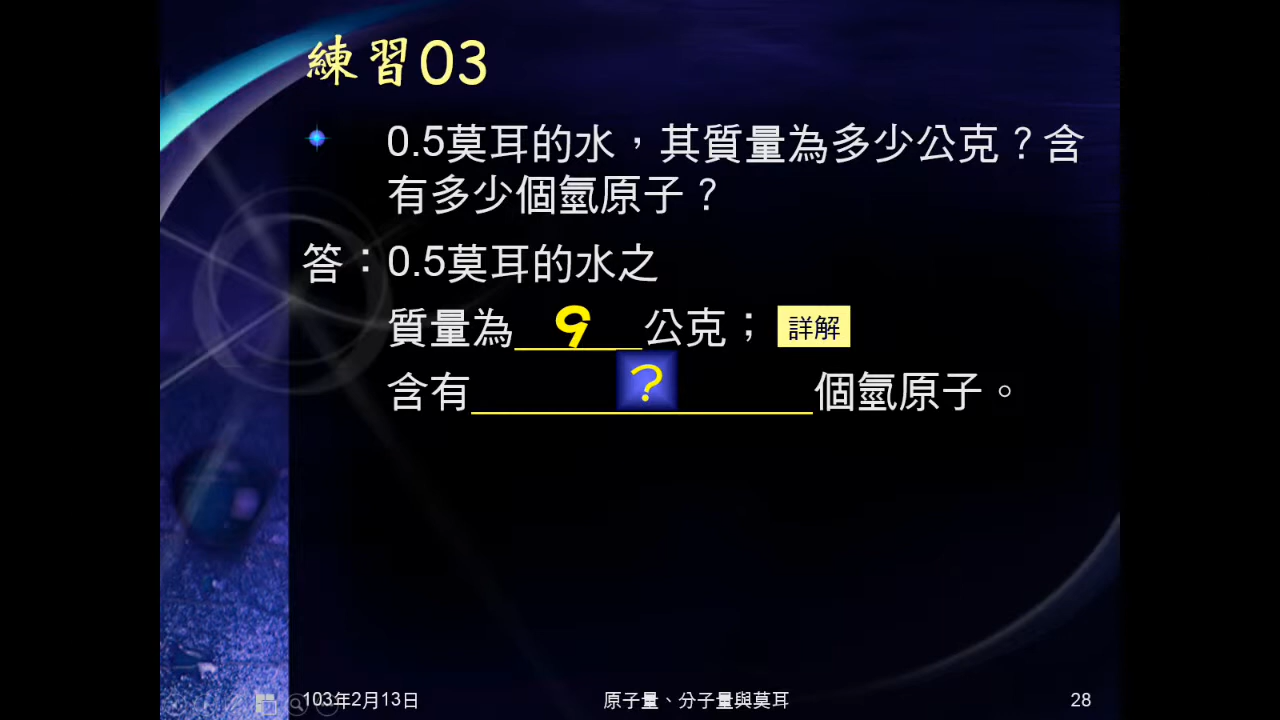 練習03
0.5莫耳的水，其質量為多少公克？含
有多少個氫原子？
答：0.5莫耳的水之
質量為 9 公克； 詳解
含有 ? 個氫原子。
103年2月13日 原子量、分子量與莫耳 28